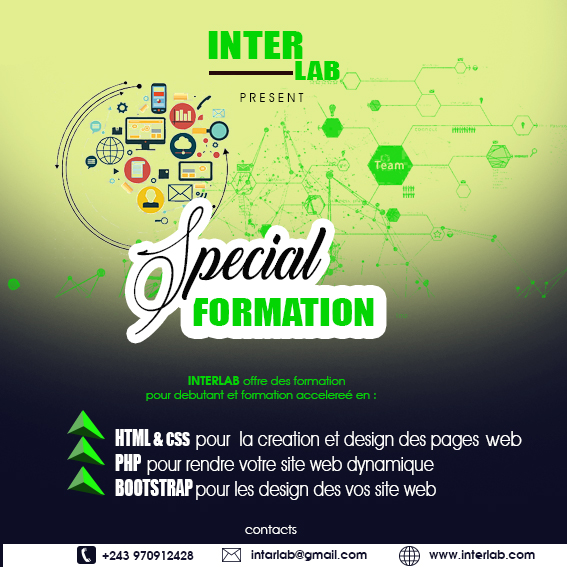 INTER
LAB
PRESENT
Team
Special
FORMATION
INTERLAB offre des formation
pour debutant et formation accelereé en :
HTML & CSS pour la creation et design des pages web
PHP pour rendre votre site web dynamique
BOOTSTRAP pour les design des vos site web
contacts
+243 970912428 intarlab@gmail.com www.interlab.com